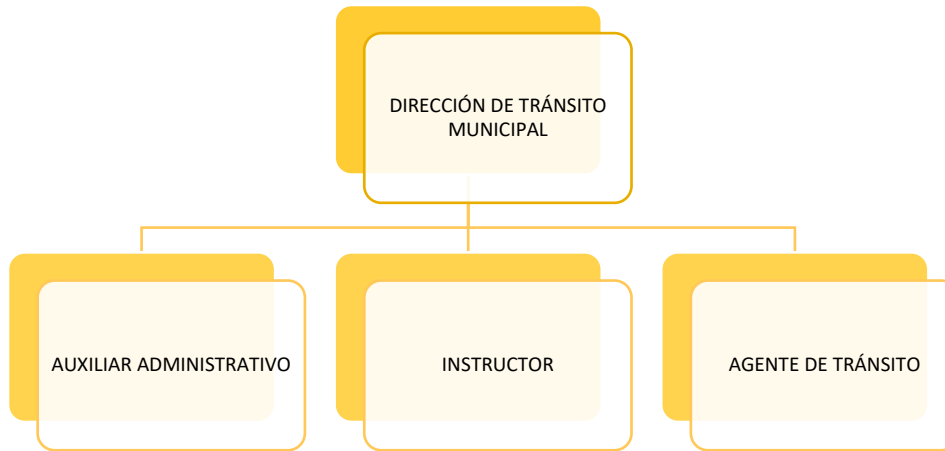 DIRECCIÓN DE TRÁNSITO
MUNICIPAL
AUXILIAR ADMINISTRATIVO
INSTRUCTOR
AGENTE DE TRÁNSITO